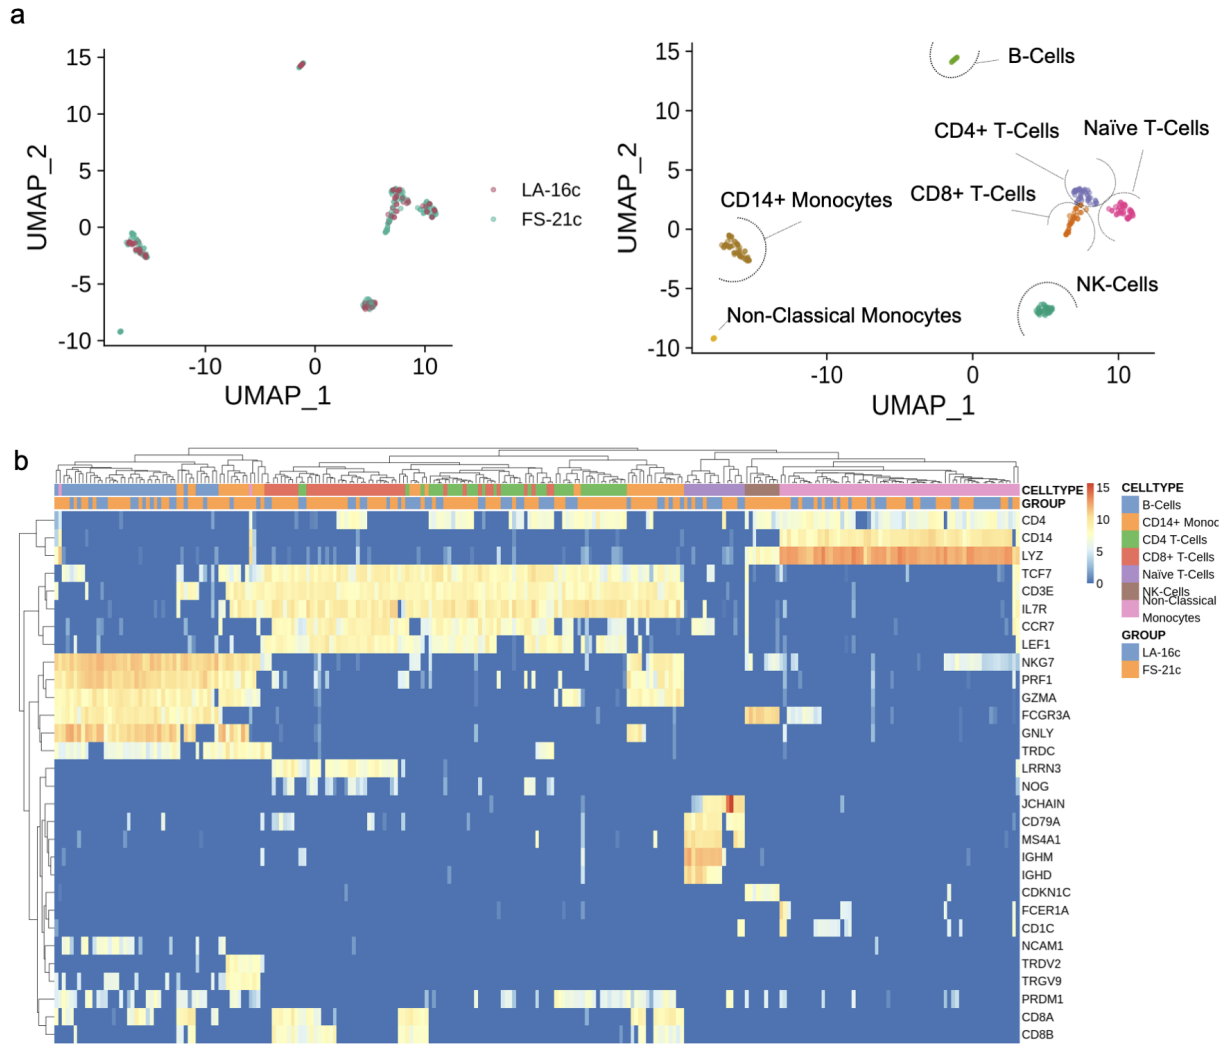 a
15
10
5
0
-5
-10
UMAP_2
-10
0
10
UMAP_1
LA-16c
FS-21c
15
10
5
0
-5
-10
UMAP_2
-10
0
10
UMAP_1
B-Cells
CD4+ T-Cells
Naïve T-Cells
CD14+ Monocytes
CD8+ T-Cells
NK-Cells
Non-Classical Monocytes
b
CELLTYPE
GROUP
CD4
CD14
LYZ
TCF7
CD3E
IL7R
CCR7
LEF1
NKG7
PRF1
GZMA
FCGR3A
GNLY
TRDC
LRRN3
NOG
JCHAIN
CD79A
MS4A1
IGHM
IGHD
CDKN1C
FCER1A
CD1C
NCAM1
TRDV2
TRGV9
PRDM1
CD8A
CD8B
15
10
5
0
CELLTYPE
B-Cells
CD14+ Monoc
CD4 T-Cells
CD8+ T-Cells
Naïve T-Cells
NK-Cells
Non-Classical
Monocytes
GROUP
LA-16c
FS-21c